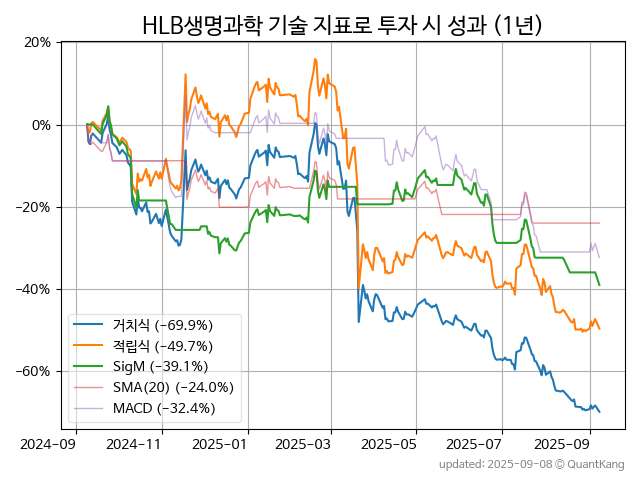 HLB생명과학 기술 지표로 투자 시 성과 (1년)
20%
0%
−20%
−40%
−60%
거치식 (−69.9%)
적립식 (−49.7%)
SigM (−39.1%)
SMA(20) (−24.0%)
MACD (−32.4%)
2024−09 2024−11 2025−01 2025−03 2025−05 2025−07 2025−09
updated: 2025-09-08 © QuantKang